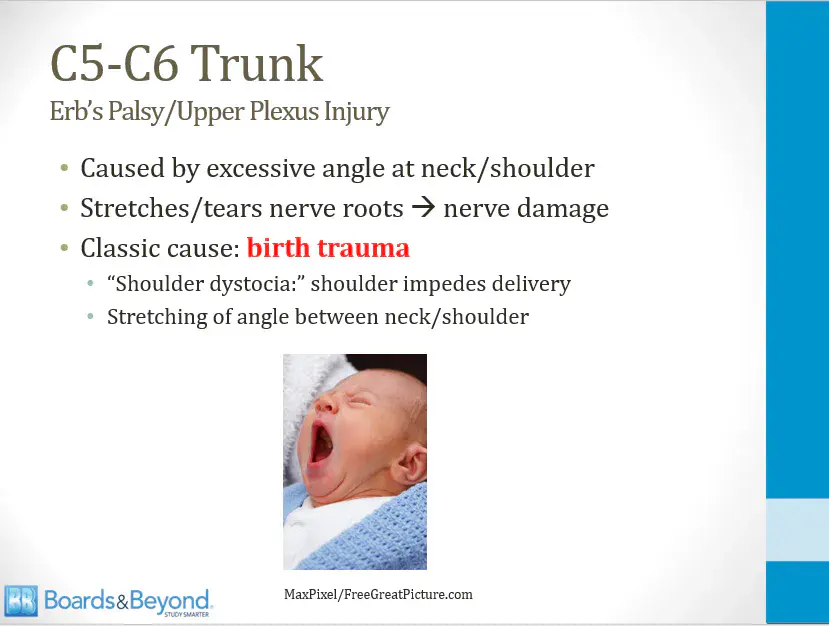 C5-C6 Trunk
Erb's Palsy/Upper Plexus Injury
• Caused by excessive angle at neck/shoulder
• Stretches/tears nerve roots → nerve damage
• Classic cause: birth trauma
• “Shoulder dystocia:” shoulder impedes delivery
• Stretching of angle between neck/shoulder
BB Boards&Beyond.
STUDY SMARTER
MaxPixel/FreeGreatPicture.com